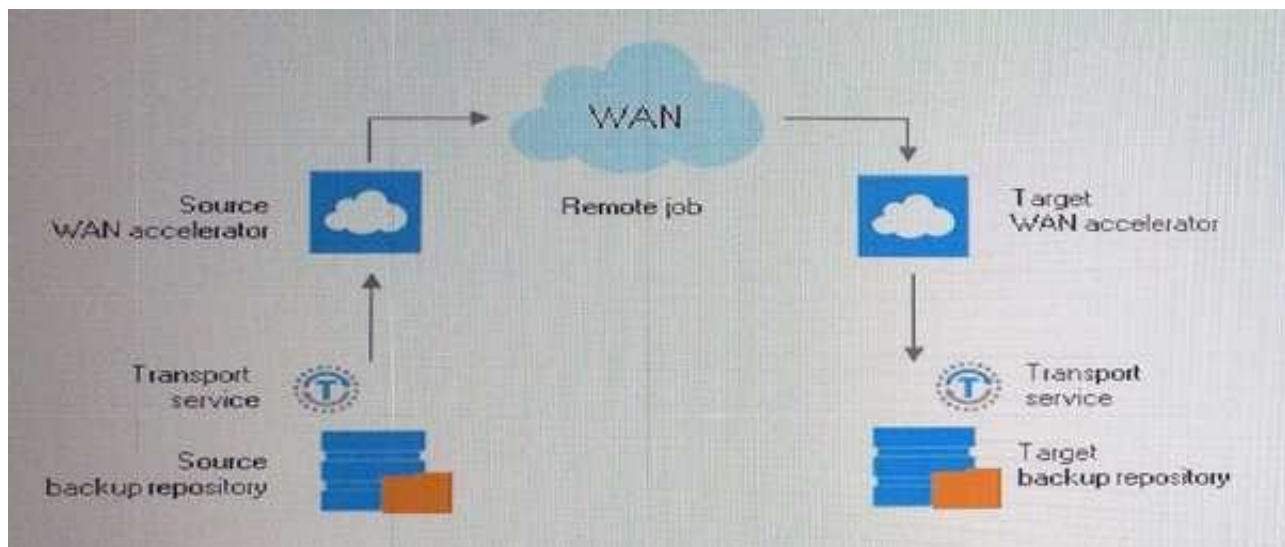 WAN
Source
WAN accelerator
Remote job
Target
WAN accelerator
Transport
service
T
T
Transport
service
Source
backup repository
Target
backup repository